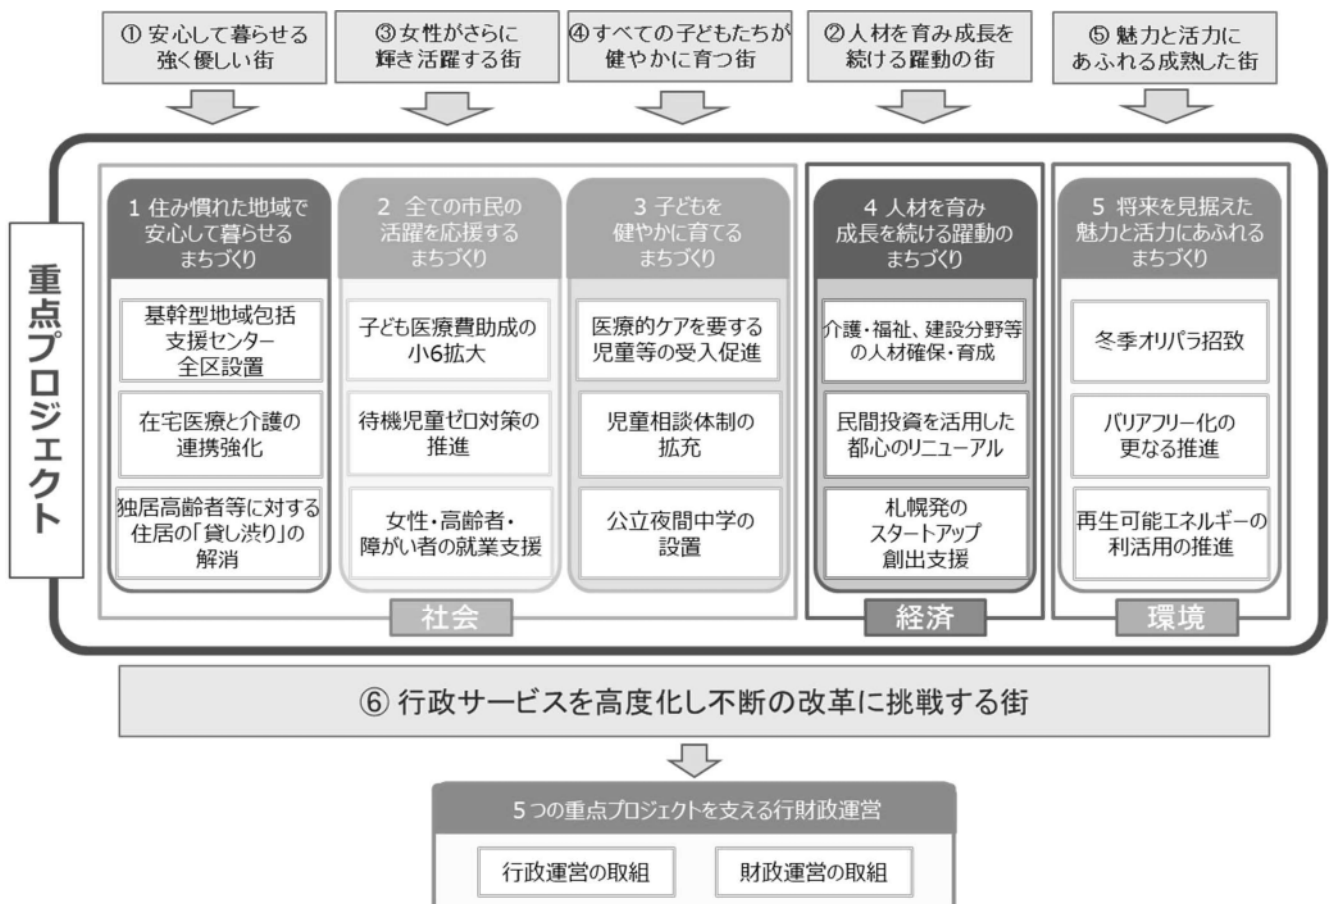 ① 安心して暮らせる
強く優しい街
③ 女性がさらに
輝き活躍する街
④ すべての子どもたちが
健やかに育つ街
② 人材を育み成長を
続ける躍動の街
⑤ 魅力と活力に
あふれる成熟した街
重点プロジェクト
1 住み慣れた地域で
安心して暮らせる
まちづくり
基幹型地域包括
支援センター
全区設置
在宅医療と介護の
連携強化
独居高齢者等に対する
住居の「貸し渋り」の
解消
2 全ての市民の
活躍を応援する
まちづくり
子ども医療費助成の
小6拡大
待機児童ゼロ対策の
推進
女性・高齢者・
障がい者の就業支援
3 子どもを
健やかに育てる
まちづくり
医療的ケアを要する
児童等の受入促進
児童相談体制の
拡充
公立夜間中学の
設置
社会
4 人材を育み
成長を続ける躍動の
まちづくり
介護・福祉、建設分野等
の人材確保・育成
民間投資を活用した
都心のリニューアル
札幌発の
スタートアップ
創出支援
経済
5 将来を見据えた
魅力と活力にあふれる
まちづくり
冬季オリパラ招致
バリアフリー化の
更なる推進
再生可能エネルギーの
利活用の推進
環境
⑥ 行政サービスを高度化し不断の改革に挑戦する街
5つの重点プロジェクトを支える行財政運営
行政運営の取組
財政運営の取組